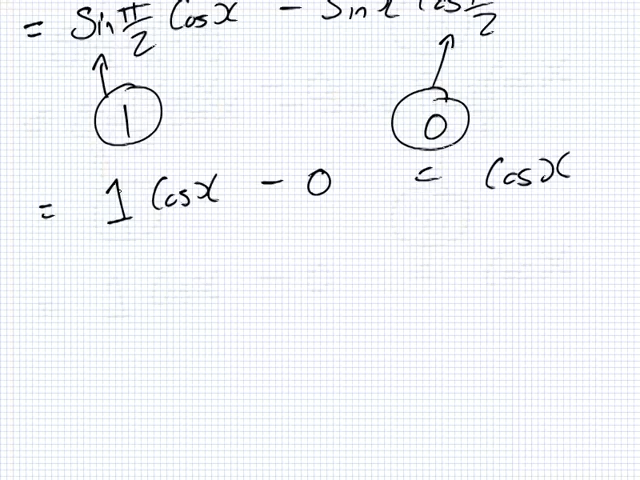 = Sin π/2 Cos x - Sin x Cos π/2
1 0
= 1 Cos x - 0 = Cos x